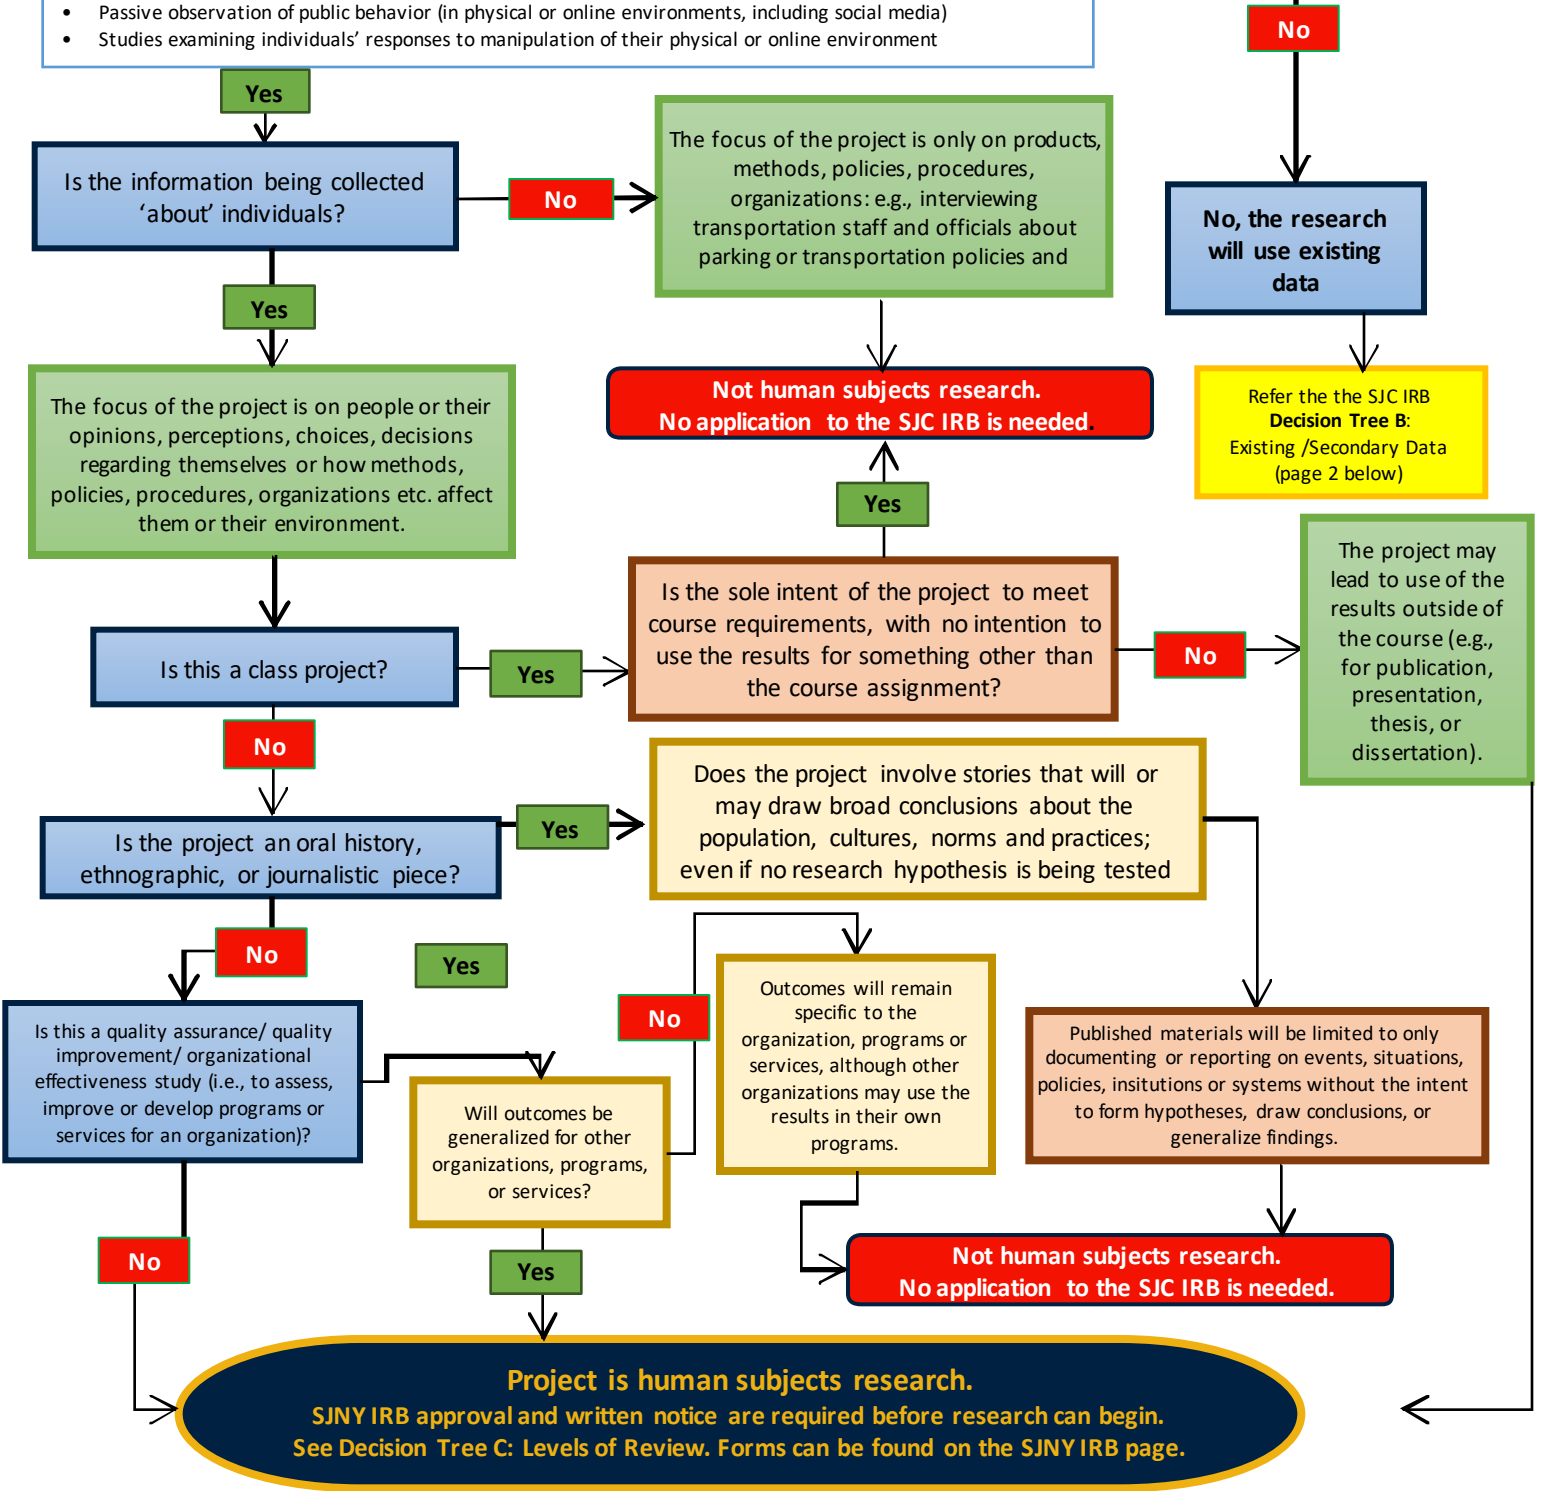 • Passive observation of public behavior (in physical or online environments, including social media)
• Studies examining individuals' responses to manipulation of their physical or online environment
No
Yes
Is the information being collected
'about' individuals?
No
The focus of the project is only on products,
methods, policies, procedures,
organizations: e.g., interviewing
transportation staff and officials about
parking or transportation policies and
No, the research
will use existing
data
Yes
The focus of the project is on people or their
opinions, perceptions, choices, decisions
regarding themselves or how methods,
policies, procedures, organizations etc. affect
them or their environment.
Not human subjects research.
No application to the SJC IRB is needed.
Refer the the SJC IRB
Decision Tree B:
Existing /Secondary Data
(page 2 below)
Yes
Is this a class project?
Yes
Is the sole intent of the project to meet
course requirements, with no intention to
use the results for something other than
the course assignment?
No
The project may
lead to use of the
results outside of
the course (e.g.,
for publication,
presentation,
thesis, or
dissertation).
No
Is the project an oral history,
ethnographic, or journalistic piece?
Yes
Does the project involve stories that will or
may draw broad conclusions about the
population, cultures, norms and practices;
even if no research hypothesis is being tested
No
Yes
Is this a quality assurance/ quality
improvement/ organizational
effectiveness study (i.e., to assess,
improve or develop programs or
services for an organization)?
Will outcomes be
generalized for other
organizations, programs,
or services?
No
Outcomes will remain
specific to the
organization, programs or
services, although other
organizations may use the
results in their own
programs.
Published materials will be limited to only
documenting or reporting on events, situations,
policies, insitutions or systems without the intent
to form hypotheses, draw conclusions, or
generalize findings.
No
Yes
Not human subjects research.
No application to the SJC IRB is needed.
Project is human subjects research.
SJNY IRB approval and written notice are required before research can begin.
See Decision Tree C: Levels of Review. Forms can be found on the SJNY IRB page.